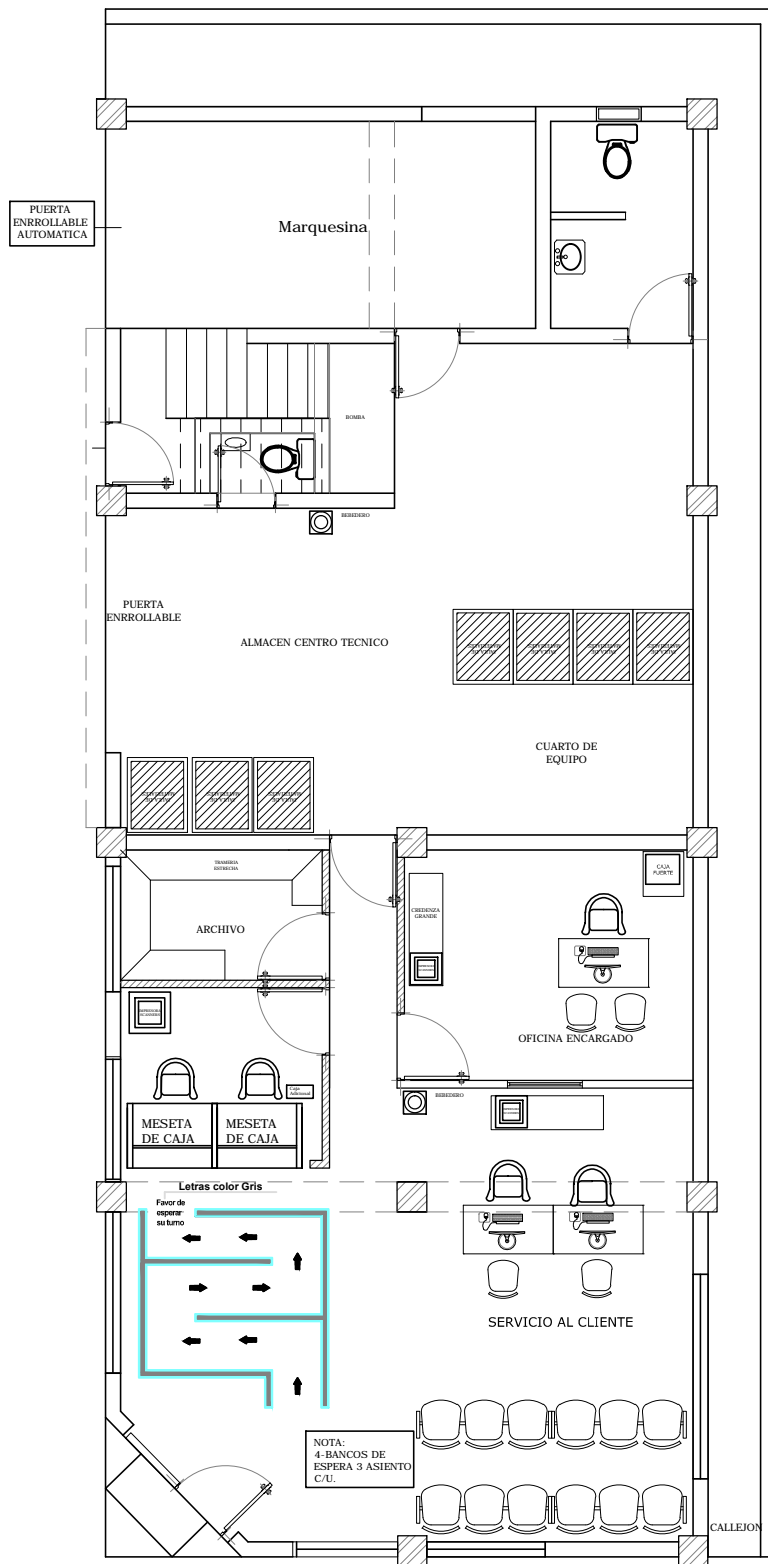 PUERTA
ENRROLLABLE
AUTOMATICA
Marquesina
BOMBA
BEBEDERO
PUERTA
ENRROLLABLE
ALMACEN CENTRO TECNICO
CUARTO DE
EQUIPO
TRAMERIA
ESTRECHA
ARCHIVO
CAJA
FUERTE
CREDENZA
GRANDE
OFICINA ENCARGADO
Caja
Adicional
BEBEDERO
MESETA
DE CAJA
MESETA
DE CAJA
Letras color Gris
Favor de
esperar
su turno
SERVICIO AL CLIENTE
NOTA:
4-BANCOS DE
ESPERA 3 ASIENTO
C/U.
CALLEJON